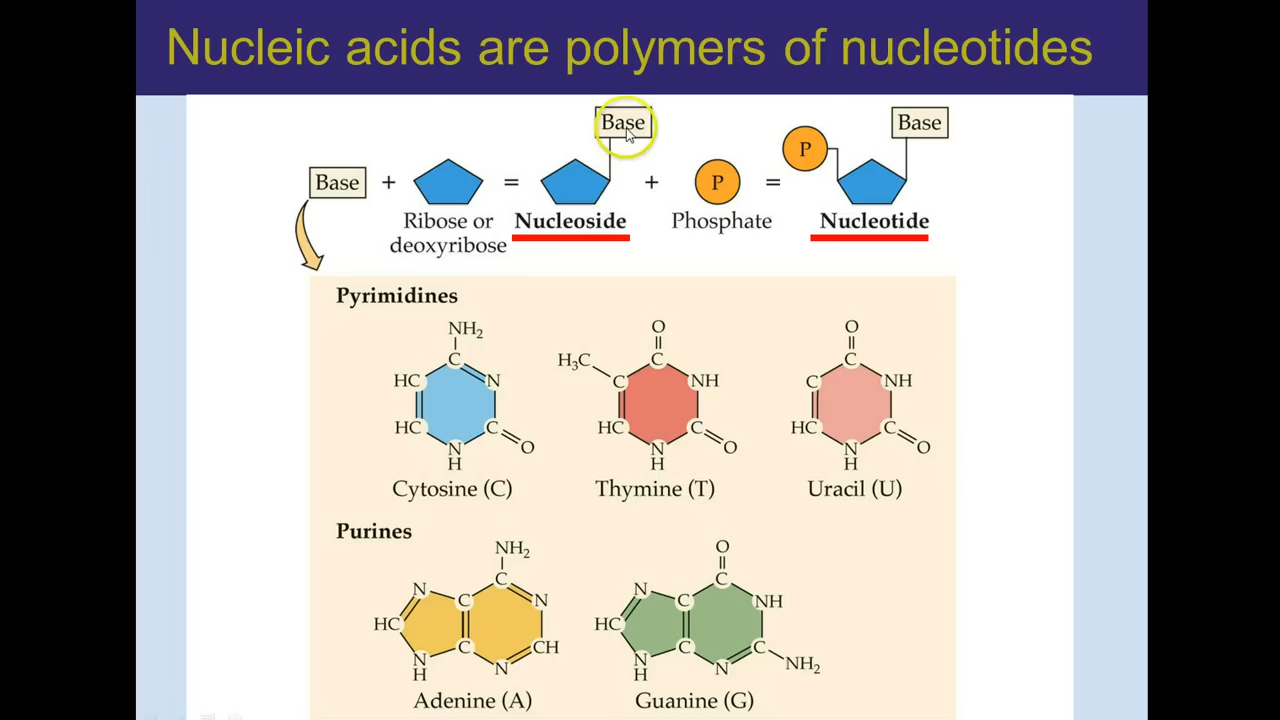 Nucleic acids are polymers of nucleotides
Base + Ribose or deoxyribose = Base Nucleoside + P Phosphate = P Base Nucleotide
Pyrimidines
NH₂
C
HC N
HC C
N O
H
Cytosine (C)
O
H₃C C
C NH
HC C
N O
H
Thymine (T)
O
C
C NH
HC C
N O
H
Uracil (U)
Purines
NH₂
C
N C N
HC
C CH
N N
H
Adenine (A)
O
C
N C NH
HC
C C
N N NH₂
H
Guanine (G)